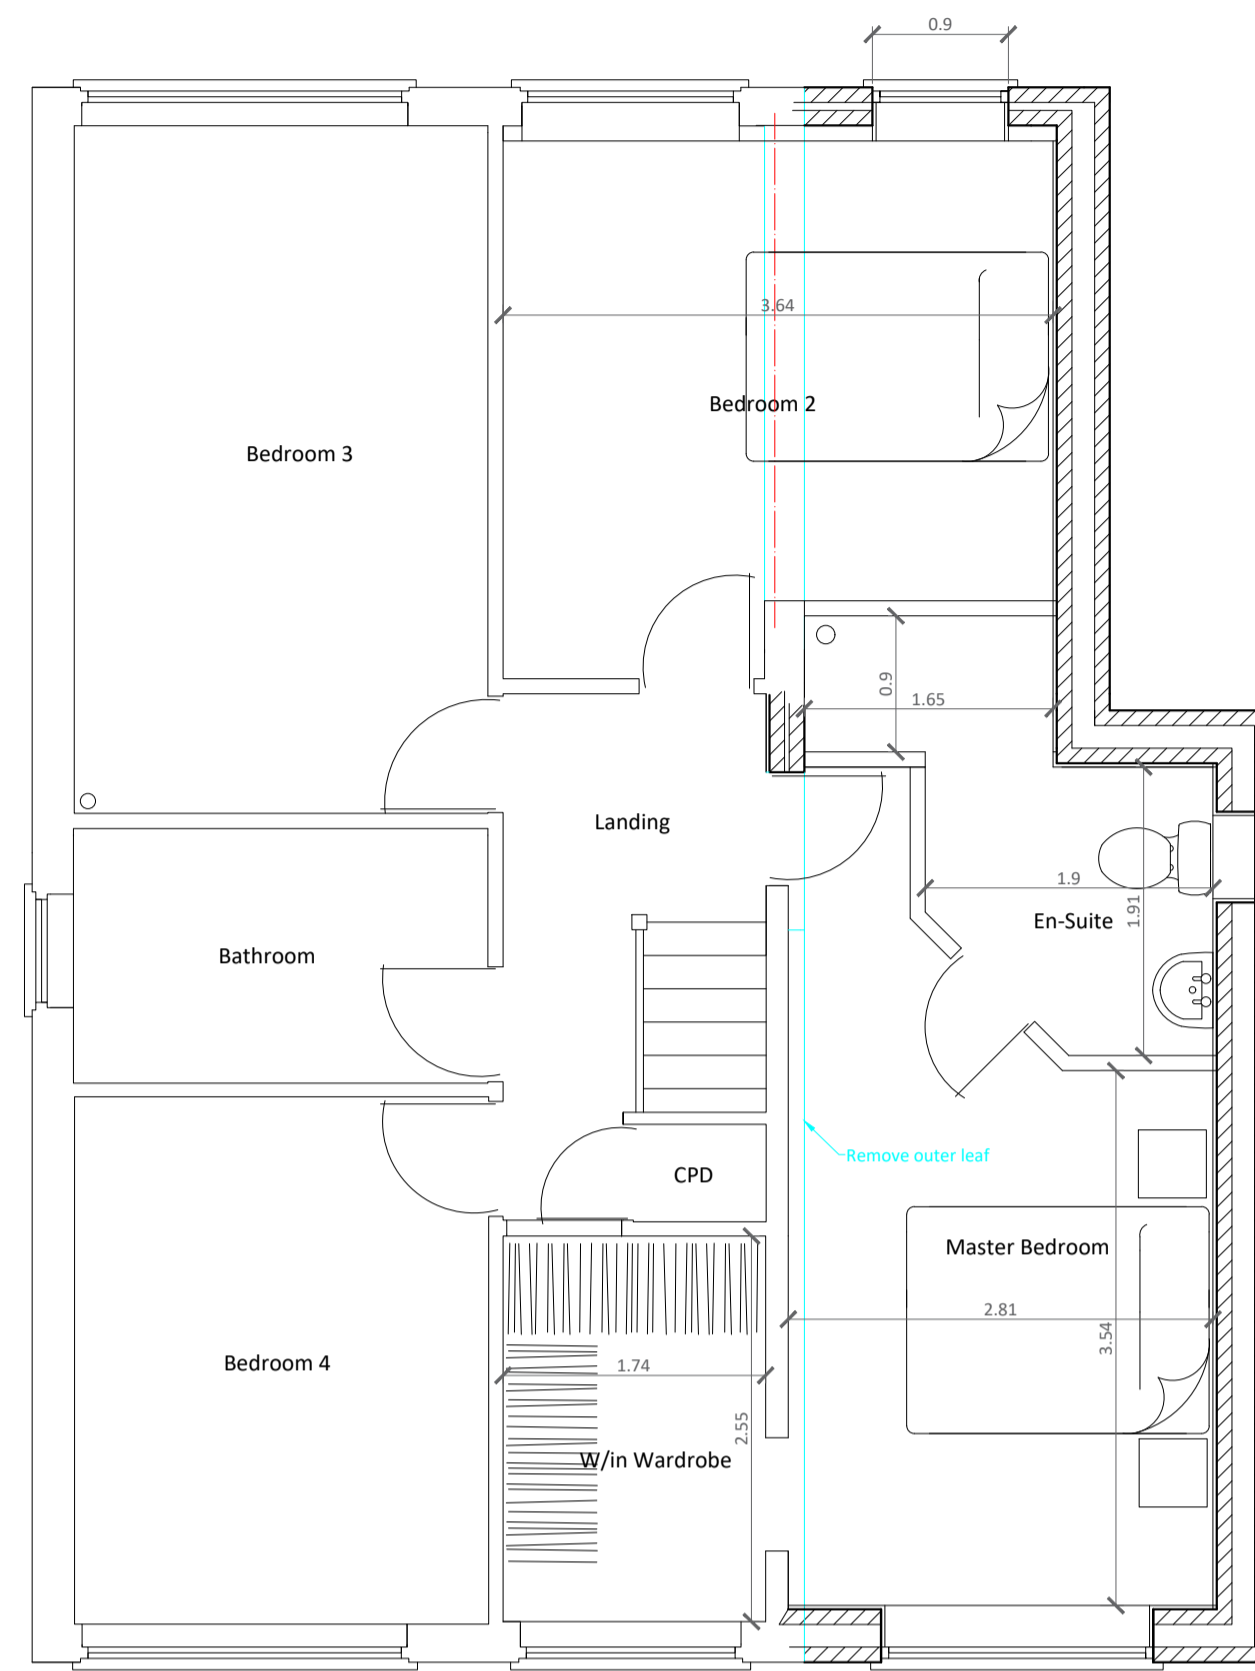 0.9
3.64
Bedroom 2
Bedroom 3
0.9
1.65
Landing
1.9
1.91
En-Suite
Bathroom
Remove outer leaf
CPD
Master Bedroom
2.81
3.54
Bedroom 4
1.74
2.55
W/in Wardrobe